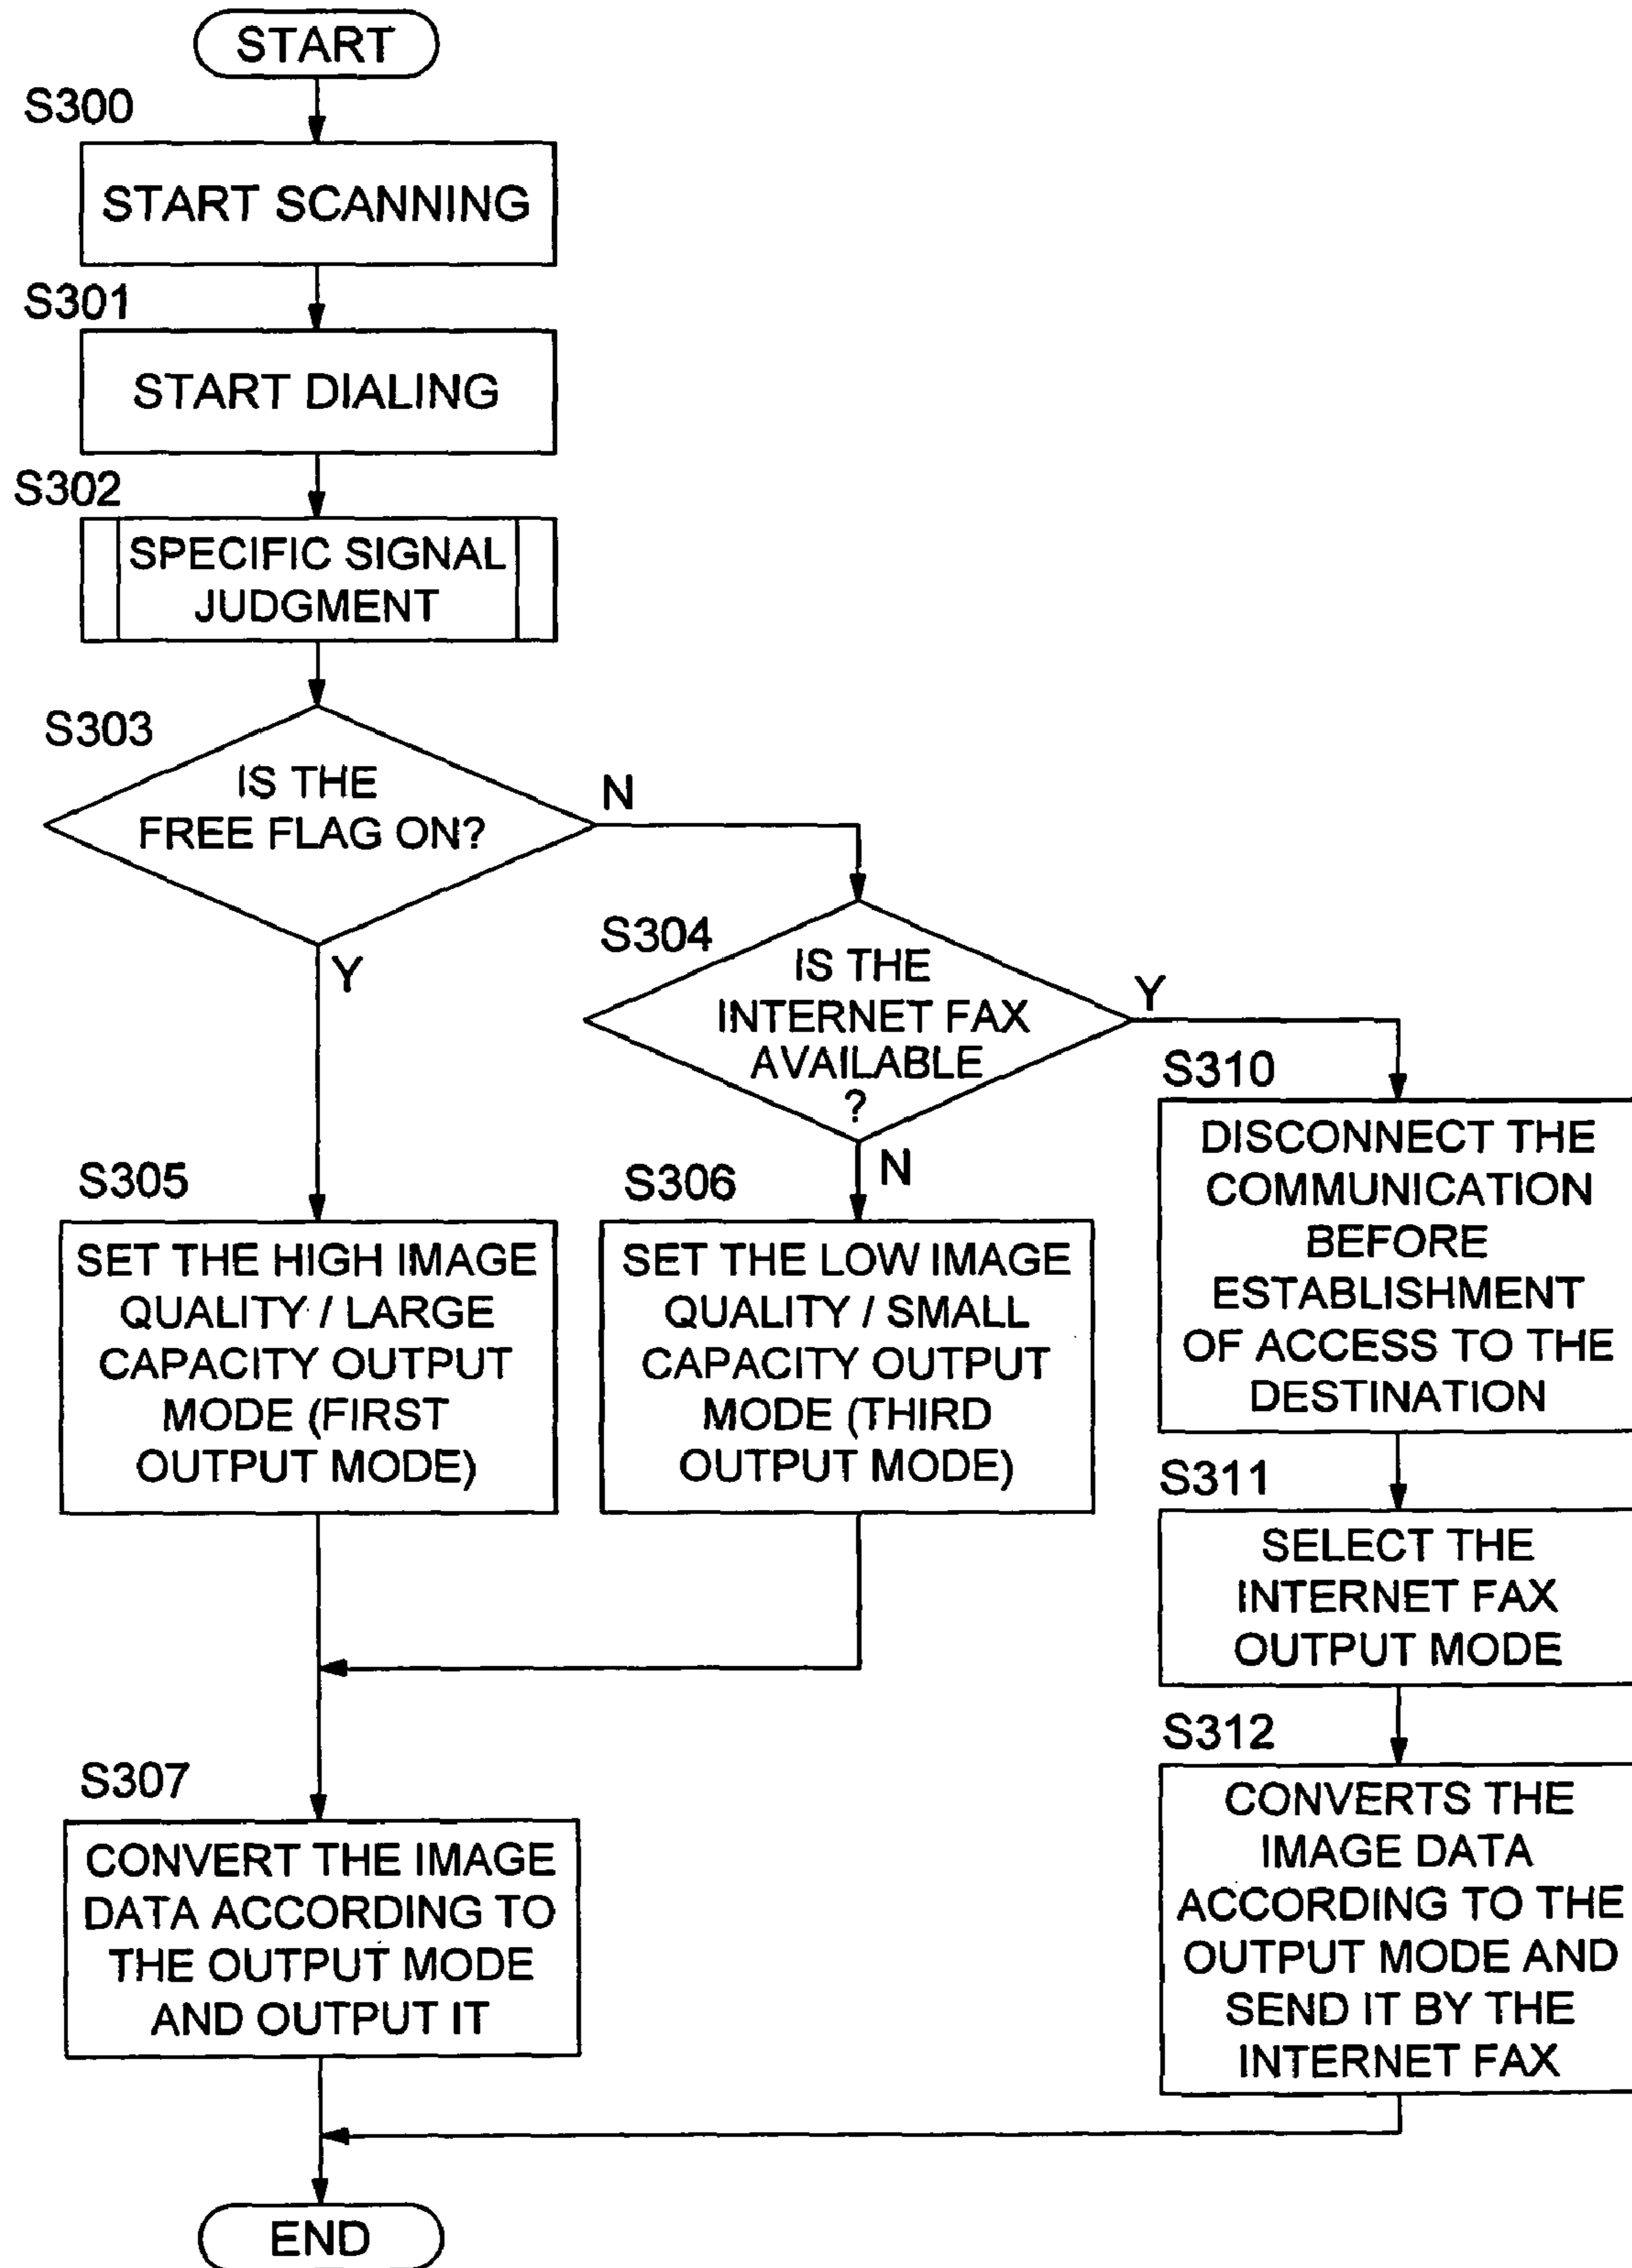 START
S300
START SCANNING
S301
START DIALING
S302
SPECIFIC SIGNAL
JUDGMENT
S303
IS THE
FREE FLAG ON?
N
Y
S304
IS THE
INTERNET FAX
AVAILABLE
?
Y
N
S305
SET THE HIGH IMAGE
QUALITY / LARGE
CAPACITY OUTPUT
MODE (FIRST
OUTPUT MODE)
S306
SET THE LOW IMAGE
QUALITY / SMALL
CAPACITY OUTPUT
MODE (THIRD
OUTPUT MODE)
S310
DISCONNECT THE
COMMUNICATION
BEFORE
ESTABLISHMENT
OF ACCESS TO THE
DESTINATION
S311
SELECT THE
INTERNET FAX
OUTPUT MODE
S307
CONVERT THE IMAGE
DATA ACCORDING TO
THE OUTPUT MODE
AND OUTPUT IT
S312
CONVERTS THE
IMAGE DATA
ACCORDING TO THE
OUTPUT MODE AND
SEND IT BY THE
INTERNET FAX
END